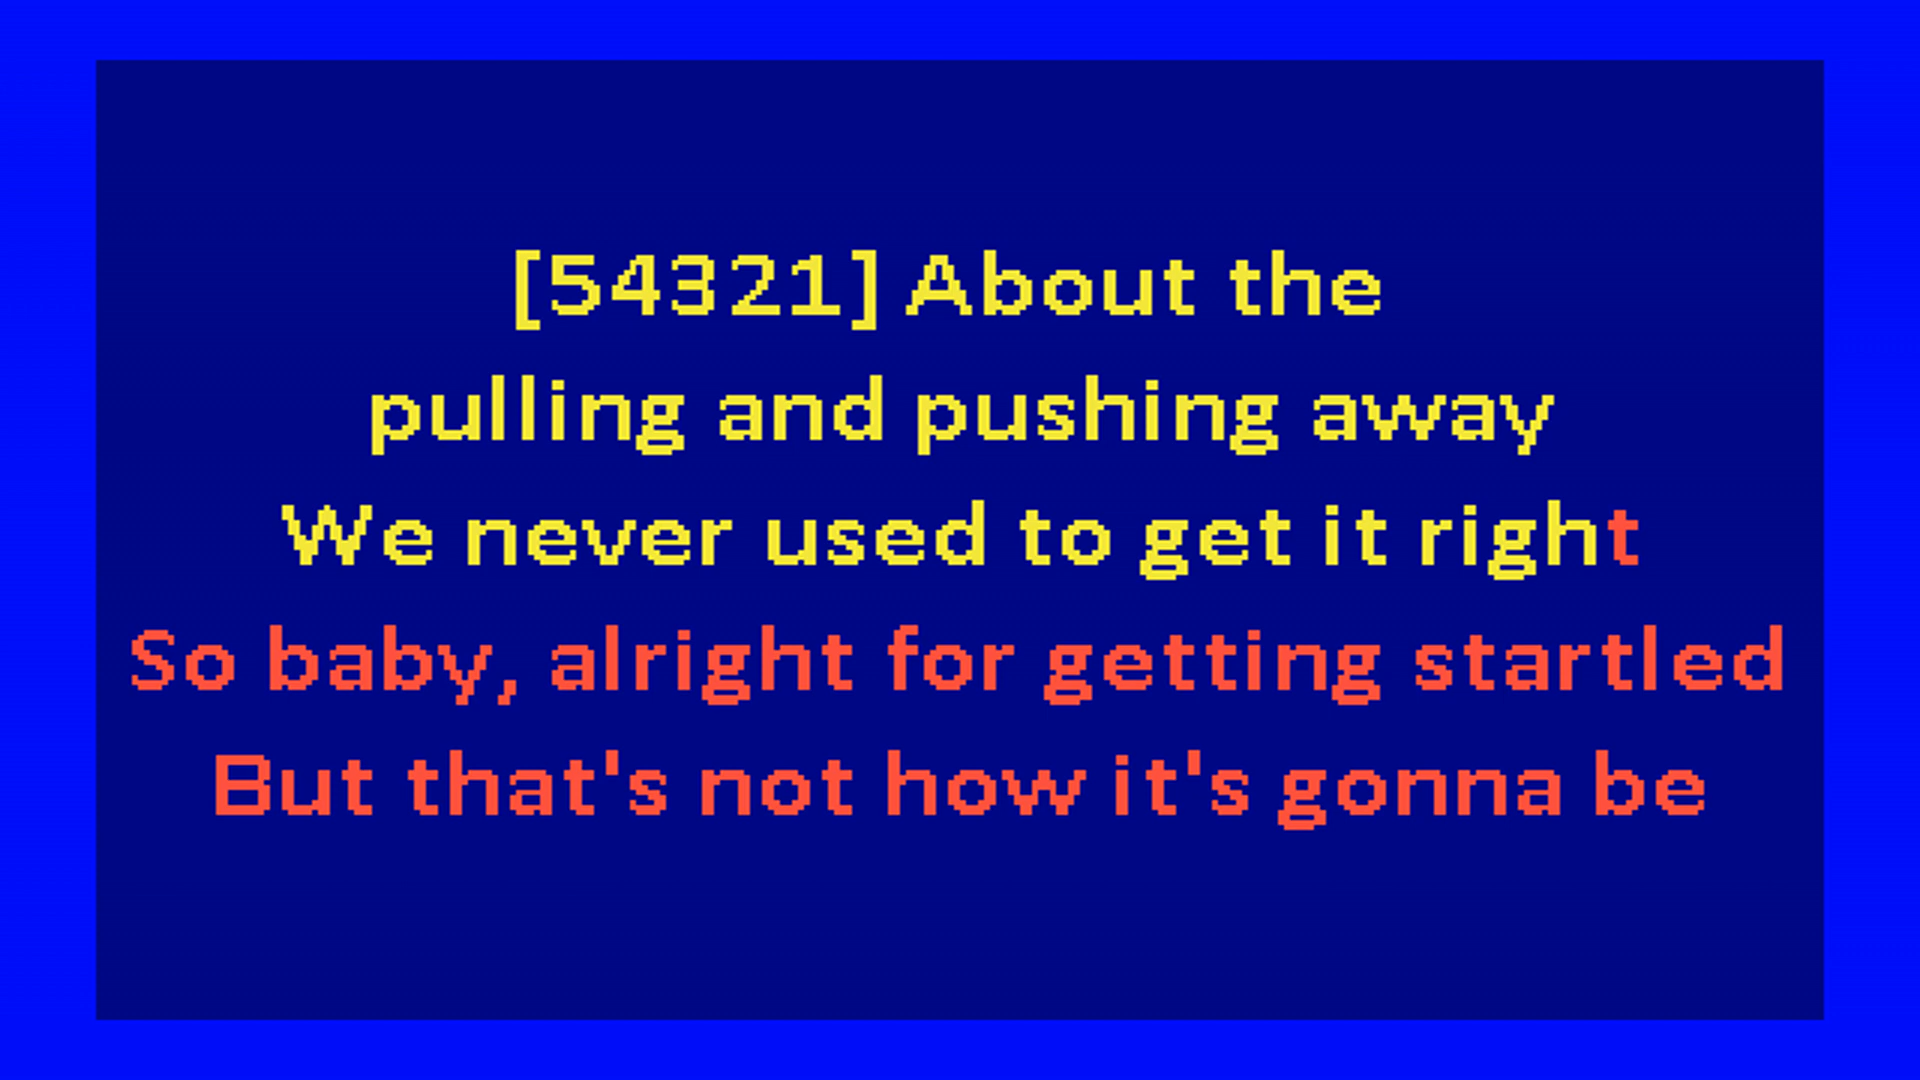 [54321] About the
pulling and pushing away
We never used to get it right
So baby, alright for getting startled
But that's not how it's gonna be